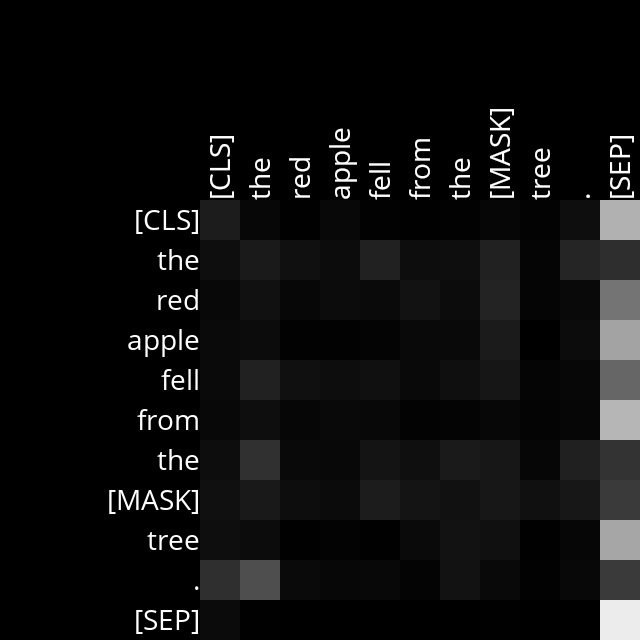 [CLS] the red apple fell from the [MASK] tree . [SEP]
[CLS]
the
red
apple
fell
from
the
[MASK]
tree
.
[SEP]